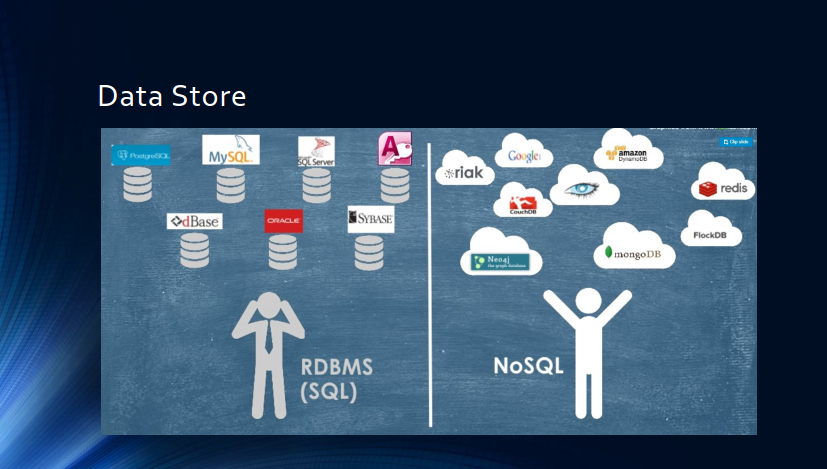 Data Store
Clip slide
PostgreSQL
MySQL
SQL Server
A
dBase
ORACLE
SYBASE
RDBMS
(SQL)
riak
Google
amazon
DynamoDB
redis
CouchDB
FlockDB
Neo4j
the graph database
mongoDB
NoSQL